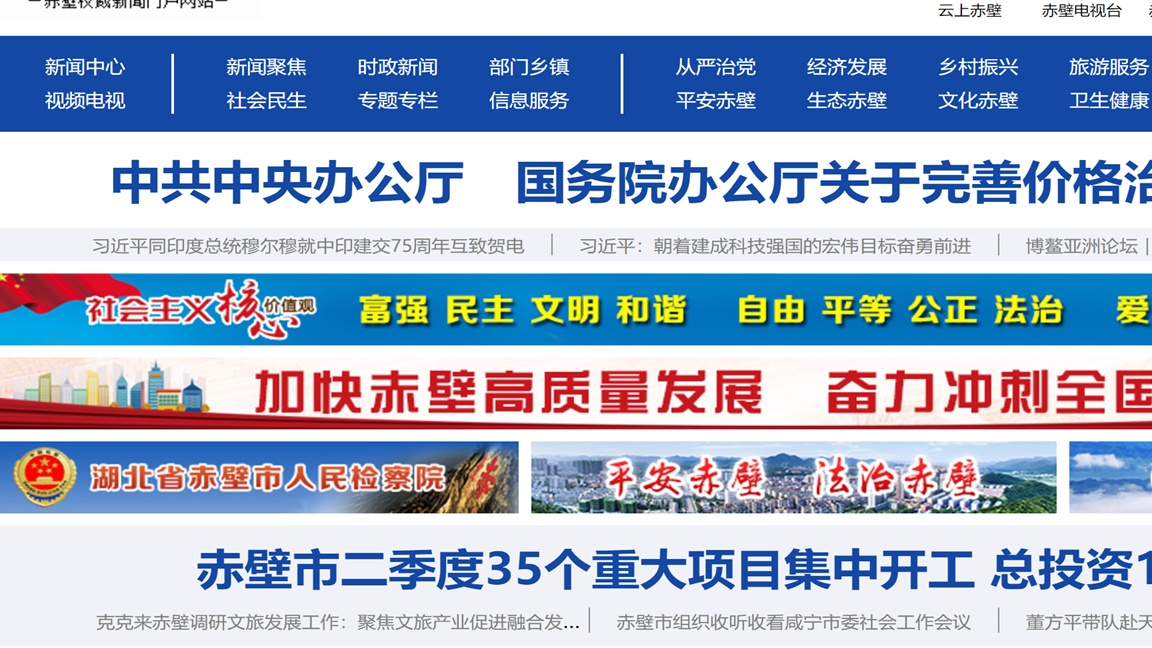 —赤壁权威新闻门户网站—
云上赤壁 赤壁电视台
新闻中心 新闻聚焦 时政新闻 部门乡镇 从严治党 经济发展 乡村振兴 旅游服务
视频电视 社会民生 专题专栏 信息服务 平安赤壁 生态赤壁 文化赤壁 卫生健康
中共中央办公厅 国务院办公厅关于完善价格治
习近平同印度总统穆尔穆就中印建交75周年互致贺电 | 习近平：朝着建成科技强国的宏伟目标奋勇前进 | 博鳌亚洲论坛 |
社会主义核心价值观 富强 民主 文明 和谐 自由 平等 公正 法治 爱
加快赤壁高质量发展 奋力冲刺全国
湖北省赤壁市人民检察院 平安赤壁 法治赤壁
赤壁市二季度35个重大项目集中开工 总投资1
克克来赤壁调研文旅发展工作：聚焦文旅产业促进融合发... | 赤壁市组织收听收看咸宁市委社会工作会议 | 董方平带队赴天